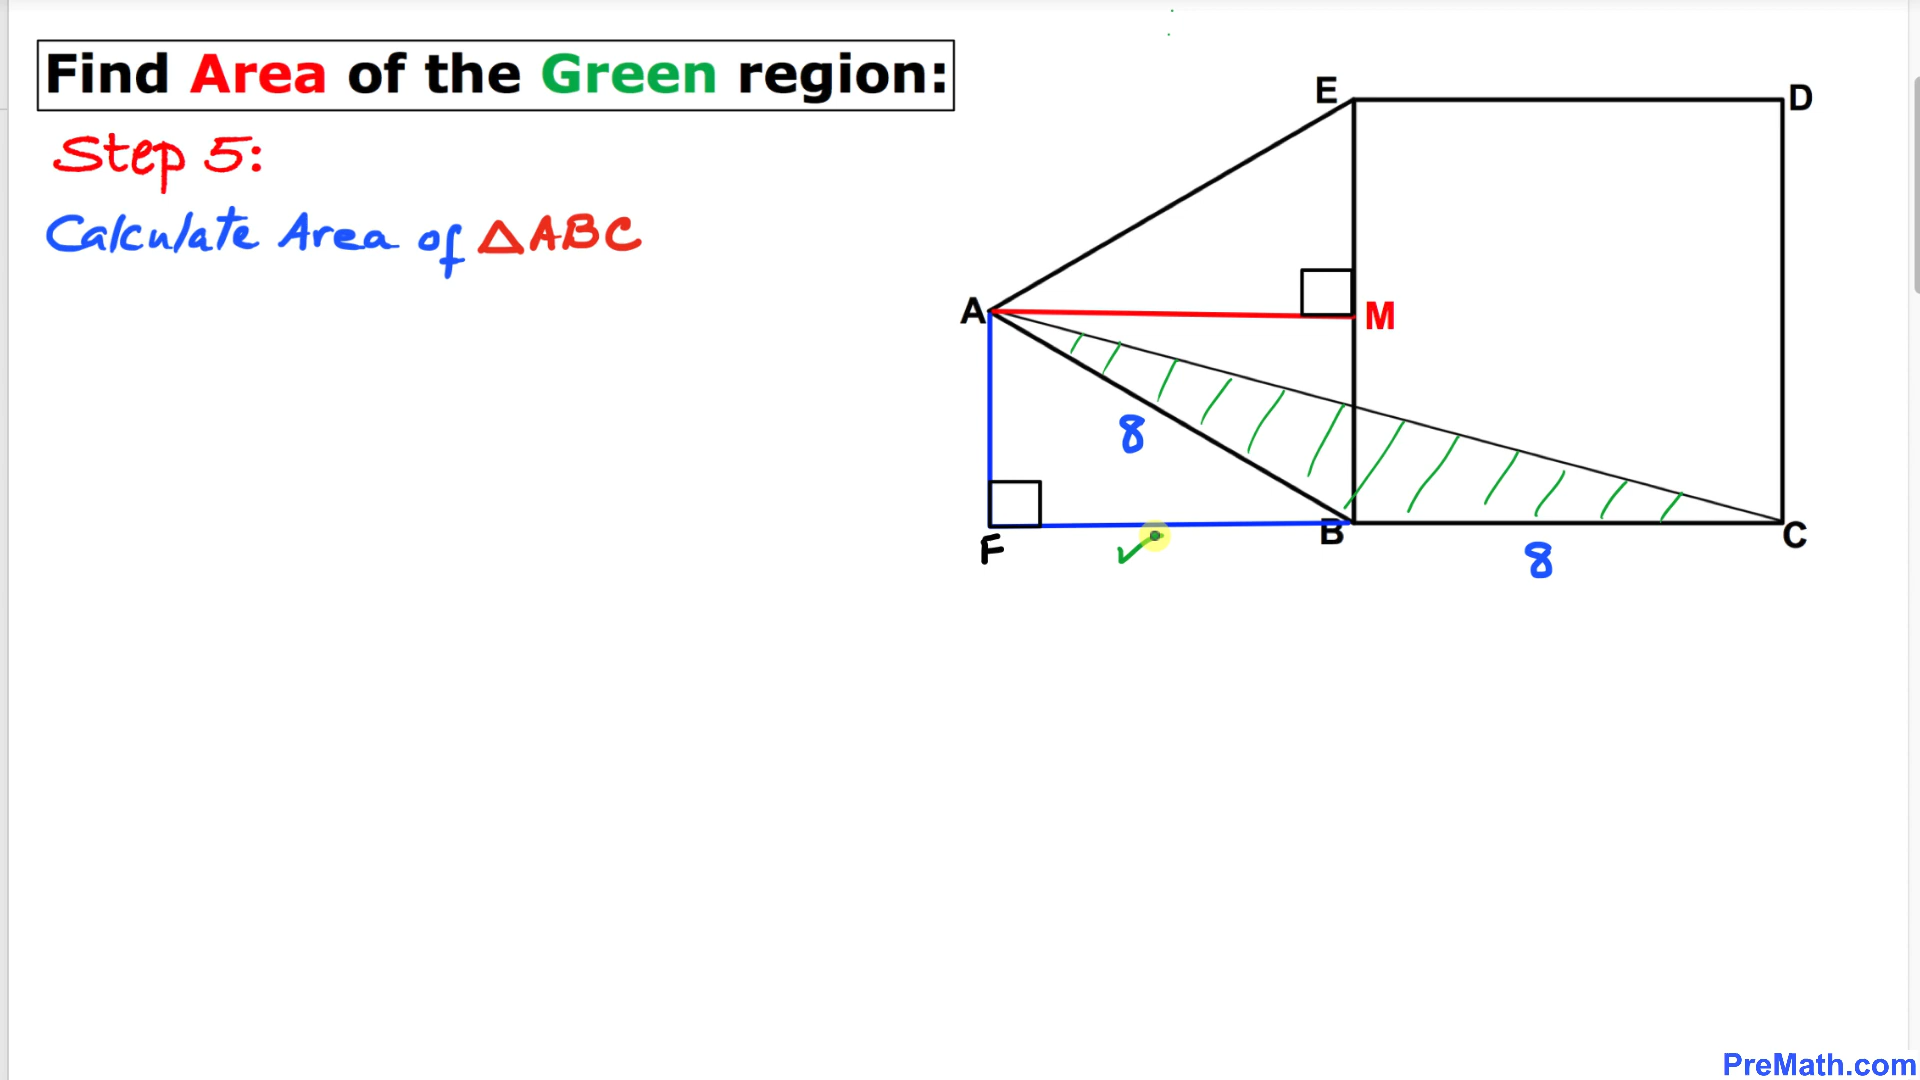 Find Area of the Green region:
Step 5:
Calculate Area of △ABC
E
D
A
M
8
F
B
C
8
PreMath.com